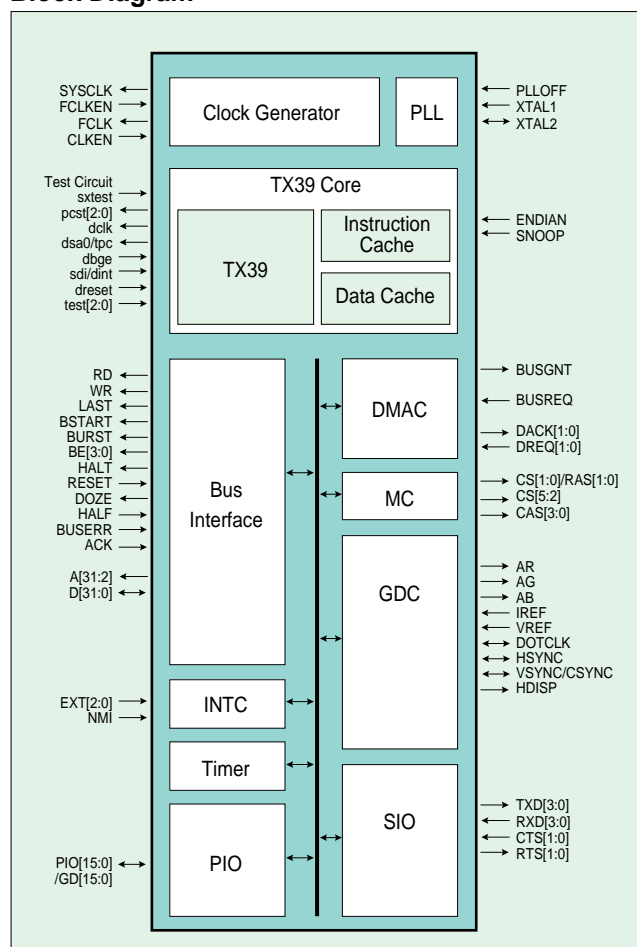 Block Diagram
SYSCLK
FCLKEN
FCLK
CLKEN
Clock Generator
PLL
PLLOFF
XTAL1
XTAL2
Test Circuit
sxtest
pcst[2:0]
dclk
dsa0/tpc
dbge
sdi/dint
dreset
test[2:0]
TX39 Core
TX39
Instruction
Cache
Data Cache
ENDIAN
SNOOP
RD
WR
LAST
BSTART
BURST
BE[3:0]
HALT
RESET
DOZE
HALF
BUSERR
ACK
A[31:2]
D[31:0]
Bus
Interface
DMAC
BUSGNT
BUSREQ
DACK[1:0]
DREQ[1:0]
MC
CS[1:0]/RAS[1:0]
CS[5:2]
CAS[3:0]
GDC
AR
AG
AB
IREF
VREF
DOTCLK
HSYNC
VSYNC/CSYNC
HDISP
EXT[2:0]
NMI
INTC
Timer
PIO[15:0]
/GD[15:0]
PIO
SIO
TXD[3:0]
RXD[3:0]
CTS[1:0]
RTS[1:0]